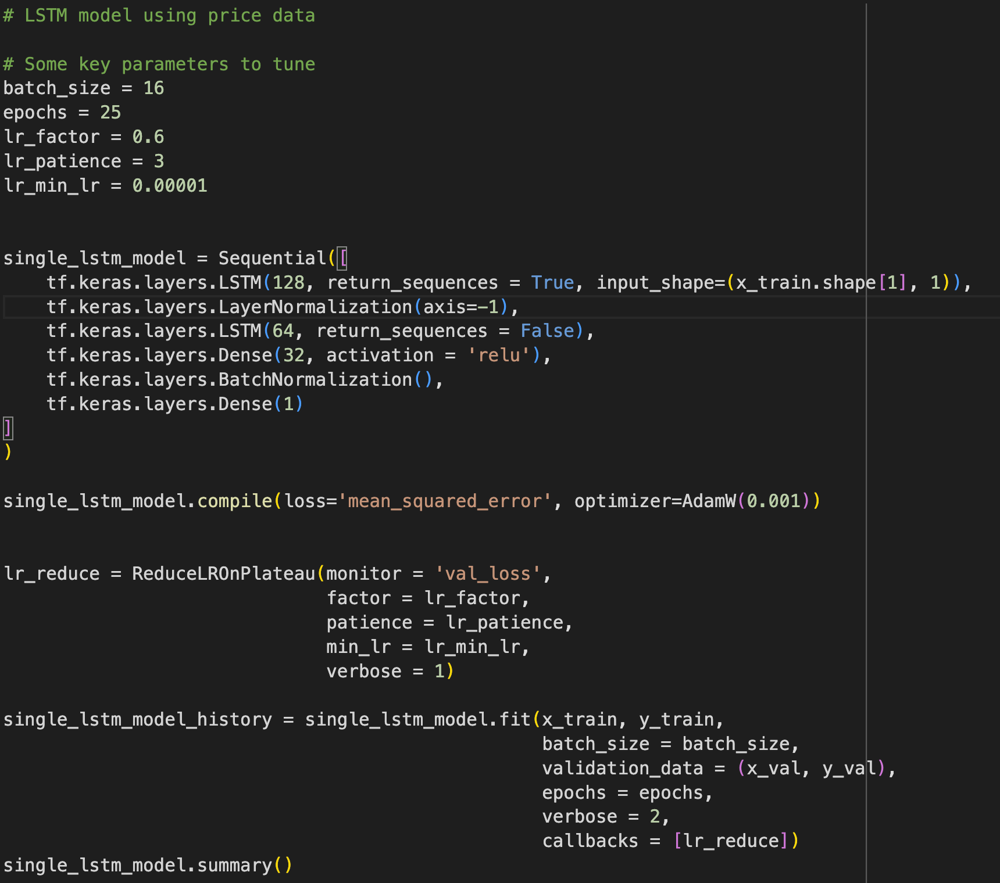 # LSTM model using price data
# Some key parameters to tune
batch_size = 16
epochs = 25
lr_factor = 0.6
lr_patience = 3
lr_min_lr = 0.00001
single_lstm_model = Sequential([
    tf.keras.layers.LSTM(128, return_sequences = True, input_shape=(x_train.shape[1], 1)),
    tf.keras.layers.LayerNormalization(axis=-1),
    tf.keras.layers.LSTM(64, return_sequences = False),
    tf.keras.layers.Dense(32, activation = 'relu'),
    tf.keras.layers.BatchNormalization(),
    tf.keras.layers.Dense(1)
]
)
single_lstm_model.compile(loss='mean_squared_error', optimizer=AdamW(0.001))
lr_reduce = ReduceLROnPlateau(monitor = 'val_loss',
                              factor = lr_factor,
                              patience = lr_patience,
                              min_lr = lr_min_lr,
                              verbose = 1)
single_lstm_model_history = single_lstm_model.fit(x_train, y_train,
                                                  batch_size = batch_size,
                                                  validation_data = (x_val, y_val),
                                                  epochs = epochs,
                                                  verbose = 2,
                                                  callbacks = [lr_reduce])
single_lstm_model.summary()